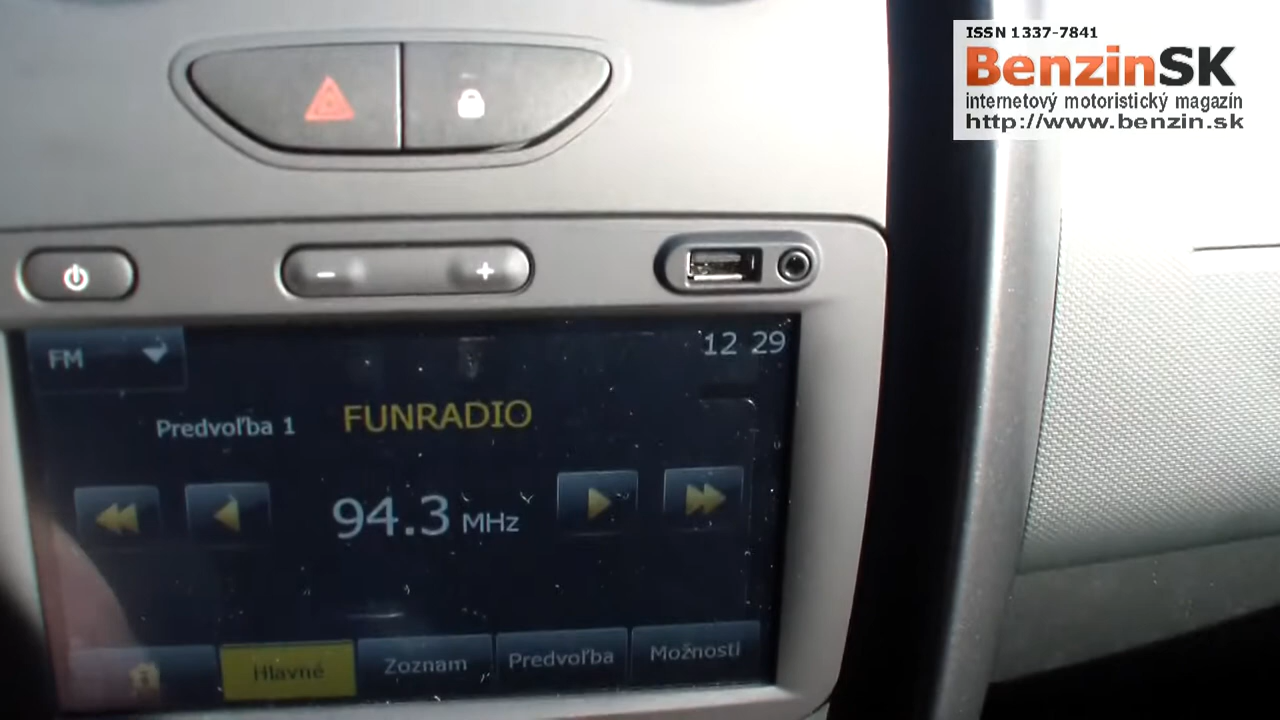 ISSN 1337-7841
BenzinSK
internetový motoristický magazín
http://www.benzin.sk
FM
12 29
Predvoľba 1
FUNRADIO
94.3 MHz
Hlavné
Zoznam
Predvoľba
Možnosti